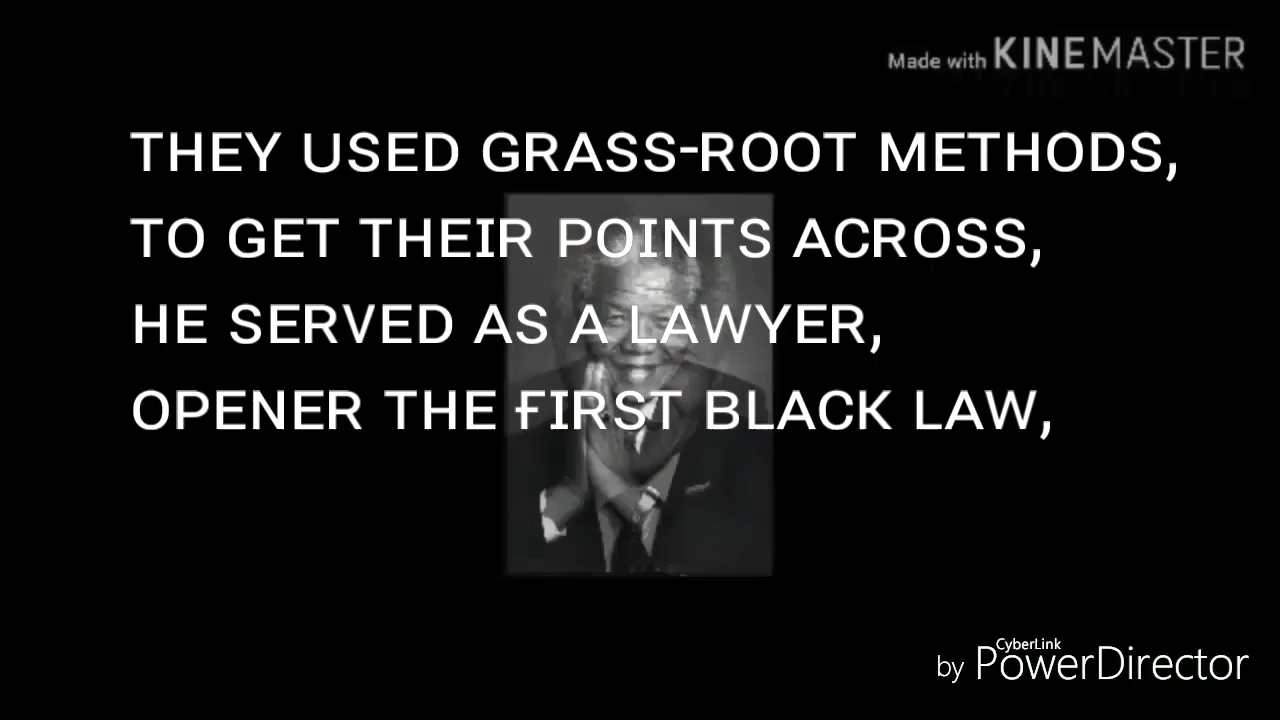 Made with KINEMASTER
THEY USED GRASS-ROOT METHODS,
TO GET THEIR POINTS ACROSS,
HE SERVED AS A LAWYER,
OPENER THE FIRST BLACK LAW,
CyberLink
by PowerDirector